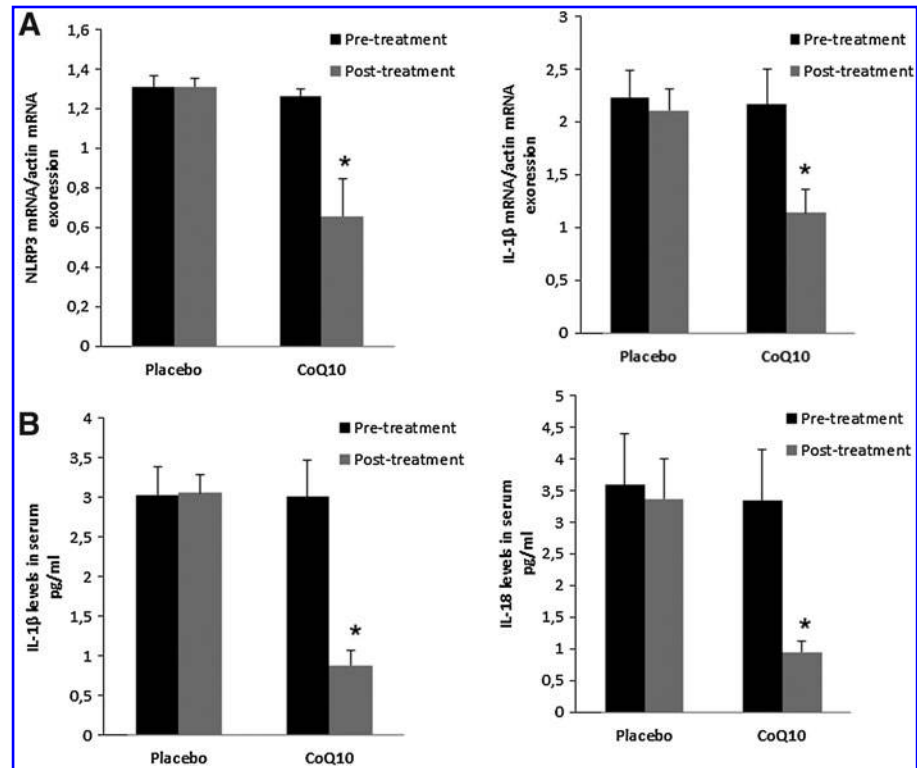 A
NLRP3 mRNA/actin mRNA
exoression
1,6
1,4
1,2
1
0,8
0,6
0,4
0,2
0
Pre-treatment
Post-treatment
*
Placebo
CoQ10
IL-1β mRNA/actin mRNA
exoression
3
2,5
2
1,5
1
0,5
0
Pre-treatment
Post-treatment
*
Placebo
CoQ10
B
IL-1β levels in serum
pg/ml
4
3,5
3
2,5
2
1,5
1
0,5
0
Pre-treatment
Post-treatment
*
Placebo
CoQ10
IL-18 levels in serum
pg/ml
5
4,5
4
3,5
3
2,5
2
1,5
1
0,5
0
Pre-treatment
Post-treatment
*
Placebo
CoQ10